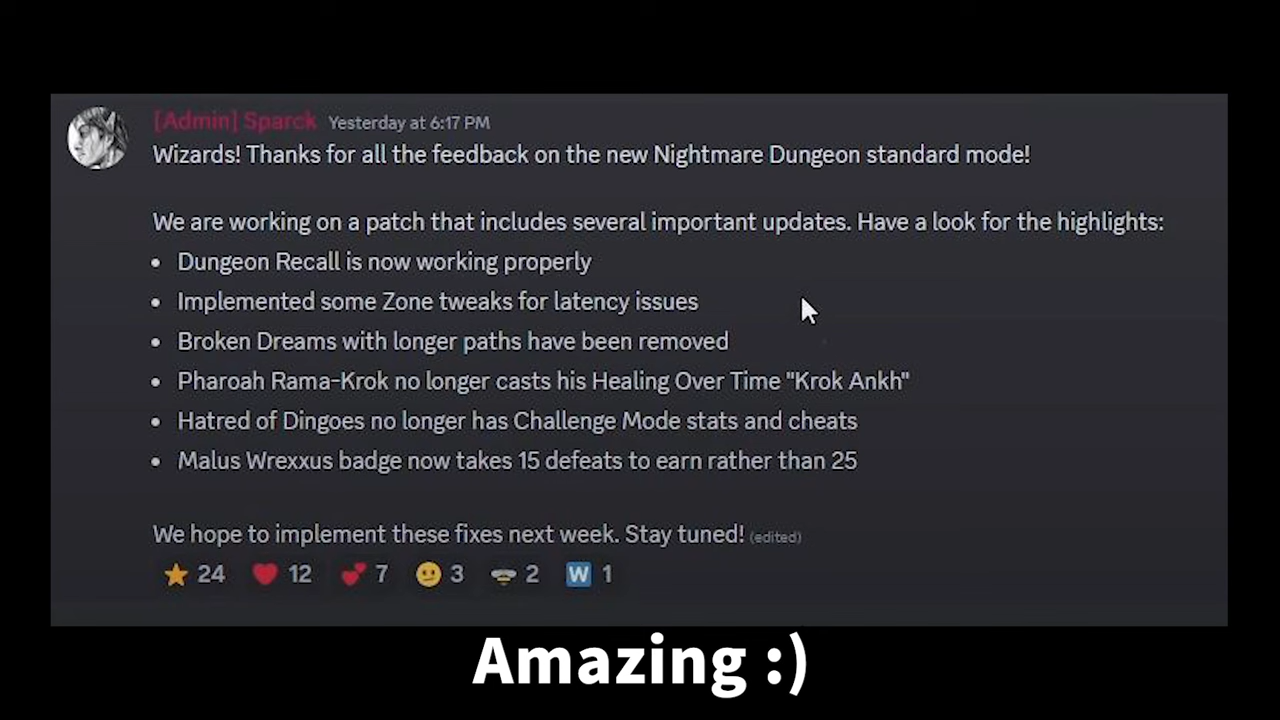 [Admin] Sparck Yesterday at 6:17 PM
Wizards! Thanks for all the feedback on the new Nightmare Dungeon standard mode!
We are working on a patch that includes several important updates. Have a look for the highlights:
• Dungeon Recall is now working properly
• Implemented some Zone tweaks for latency issues
• Broken Dreams with longer paths have been removed
• Pharoah Rama-Krok no longer casts his Healing Over Time "Krok Ankh"
• Hatred of Dingoes no longer has Challenge Mode stats and cheats
• Malus Wrexxus badge now takes 15 defeats to earn rather than 25
We hope to implement these fixes next week. Stay tuned! (edited)
24 12 7 3 2 W 1
Amazing :)